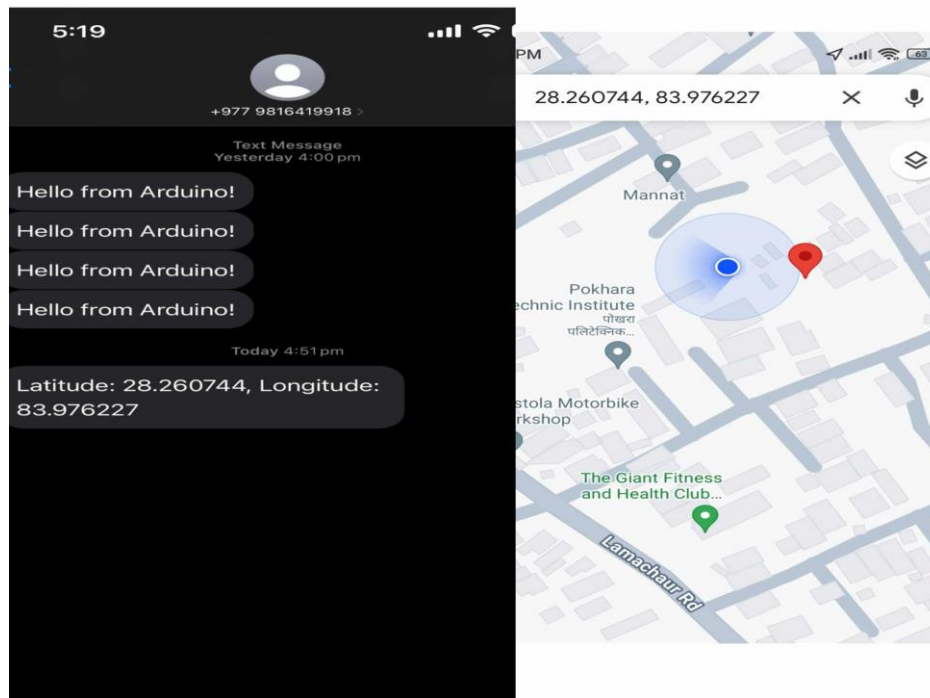 5:19
+977 9816419918 >
Text Message
Yesterday 4:00 pm
Hello from Arduino!
Hello from Arduino!
Hello from Arduino!
Hello from Arduino!
Today 4:51 pm
Latitude: 28.260744, Longitude:
83.976227
PM
63
28.260744, 83.976227
Mannat
Pokhara
echnic Institute
पोखरा
पलिटेक्निक...
stola Motorbike
rkshop
The Giant Fitness
and Health Club...
Lamachaur Rd